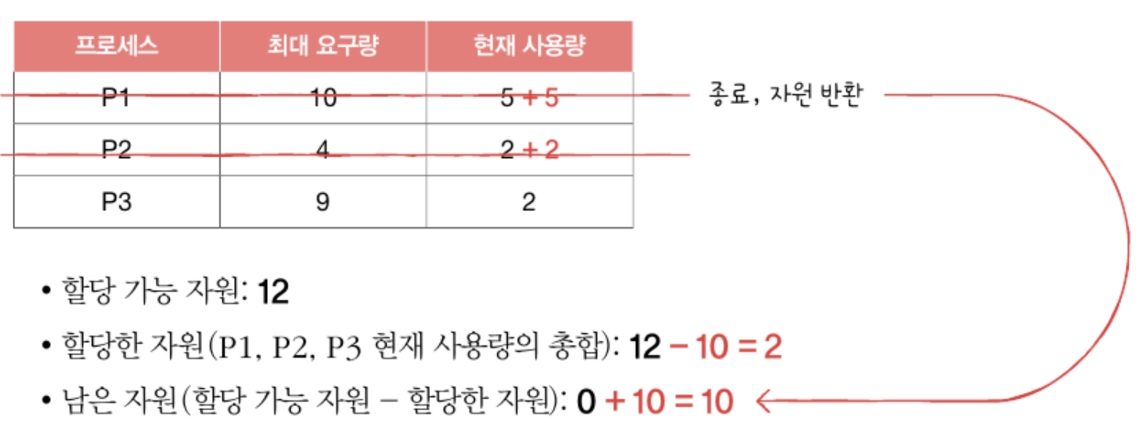 프로세스 최대 요구량 현재 사용량
P1 10 5 + 5 종료, 자원 반환
P2 4 2 + 2
P3 9 2
• 할당 가능 자원: 12
• 할당한 자원(P1, P2, P3 현재 사용량의 총합): 12 – 10 = 2
• 남은 자원(할당 가능 자원 – 할당한 자원): 0 + 10 = 10